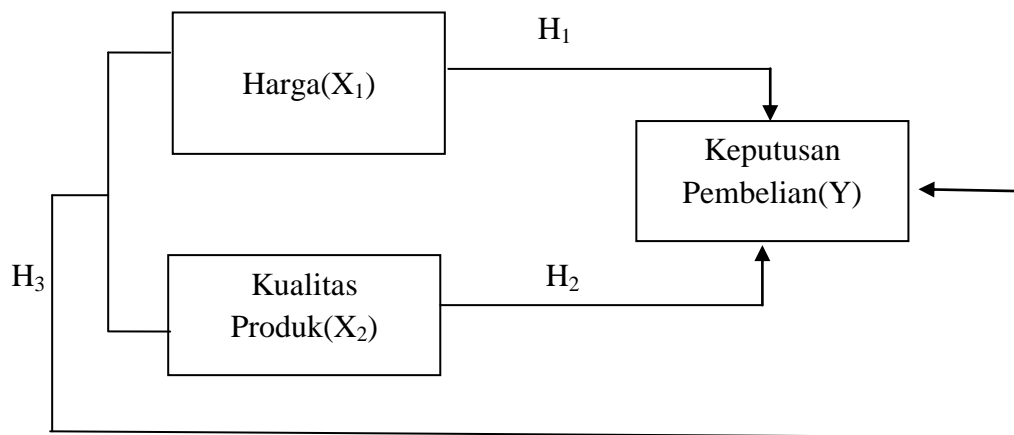 H₁
Harga(X₁)
Keputusan
Pembelian(Y)
H₃
Kualitas
Produk(X₂)
H₂